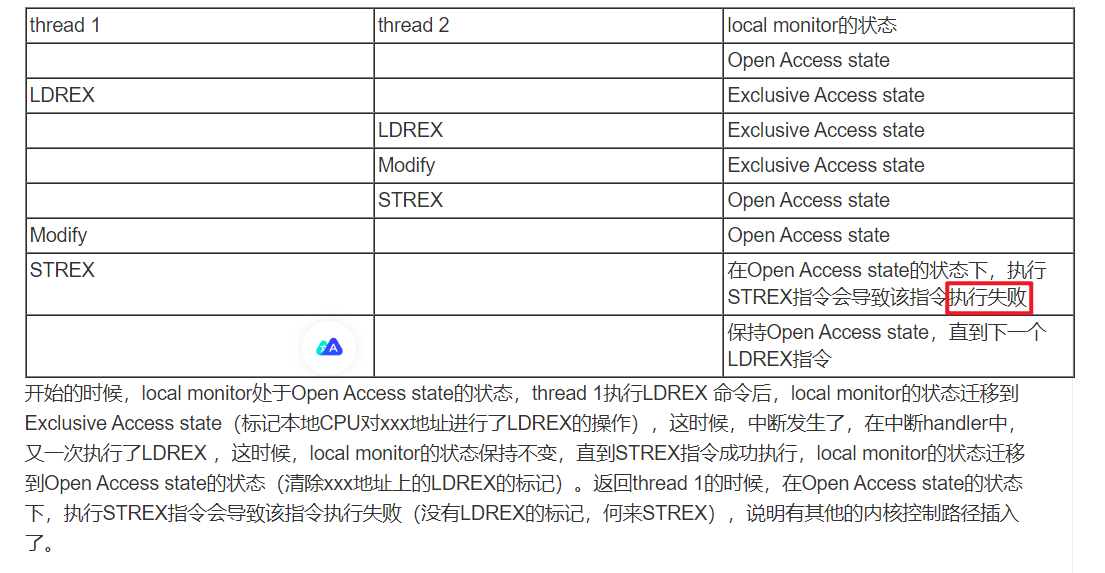 thread 1 thread 2 local monitor的状态
Open Access state
LDREX Exclusive Access state
LDREX Exclusive Access state
Modify Exclusive Access state
STREX Open Access state
Modify Open Access state
STREX 在Open Access state的状态下，执行
STREX指令会导致该指令执行失败
保持Open Access state，直到下一个
LDREX指令
开始的时候，local monitor处于Open Access state的状态，thread 1执行LDREX 命令后，local monitor的状态迁移到
Exclusive Access state（标记本地CPU对xxx地址进行了LDREX的操作），这时候，中断发生了，在中断handler中，
又一次执行了LDREX ，这时候，local monitor的状态保持不变，直到STREX指令成功执行，local monitor的状态迁移
到Open Access state的状态（清除xxx地址上的LDREX的标记）。返回thread 1的时候，在Open Access state的状态
下，执行STREX指令会导致该指令执行失败（没有LDREX的标记，何来STREX），说明有其他的内核控制路径插入
了。